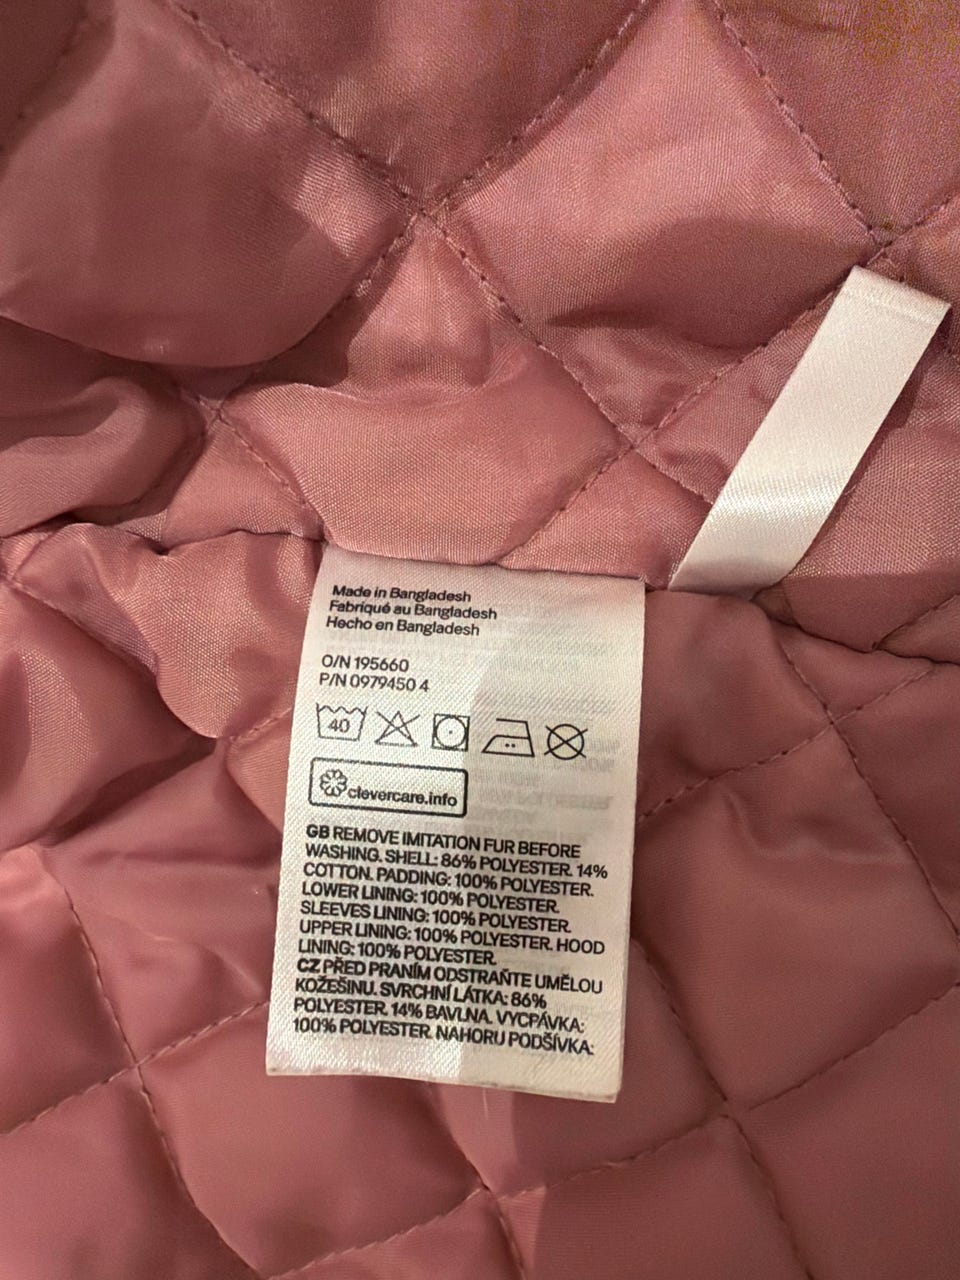 Made in Bangladesh
Fabriqué au Bangladesh
Hecho en Bangladesh
O/N 195660
P/N 0979450 4
40
clevercare.info
GB REMOVE IMITATION FUR BEFORE
WASHING. SHELL: 86% POLYESTER. 14%
COTTON. PADDING: 100% POLYESTER.
LOWER LINING: 100% POLYESTER.
SLEEVES LINING: 100% POLYESTER.
UPPER LINING: 100% POLYESTER. HOOD
LINING: 100% POLYESTER.
CZ PŘED PRANÍM ODSTRAŇTE UMĚLOU
KOŽEŠINU. SVRCHNÍ LÁTKA: 86%
POLYESTER. 14% BAVLNA. VYCPÁVKA:
100% POLYESTER. NAHORU PODŠÍVKA: